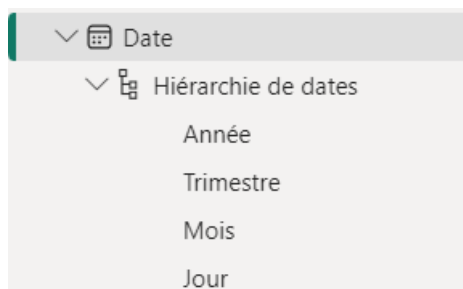 Date
Hiérarchie de dates
Année
Trimestre
Mois
Jour